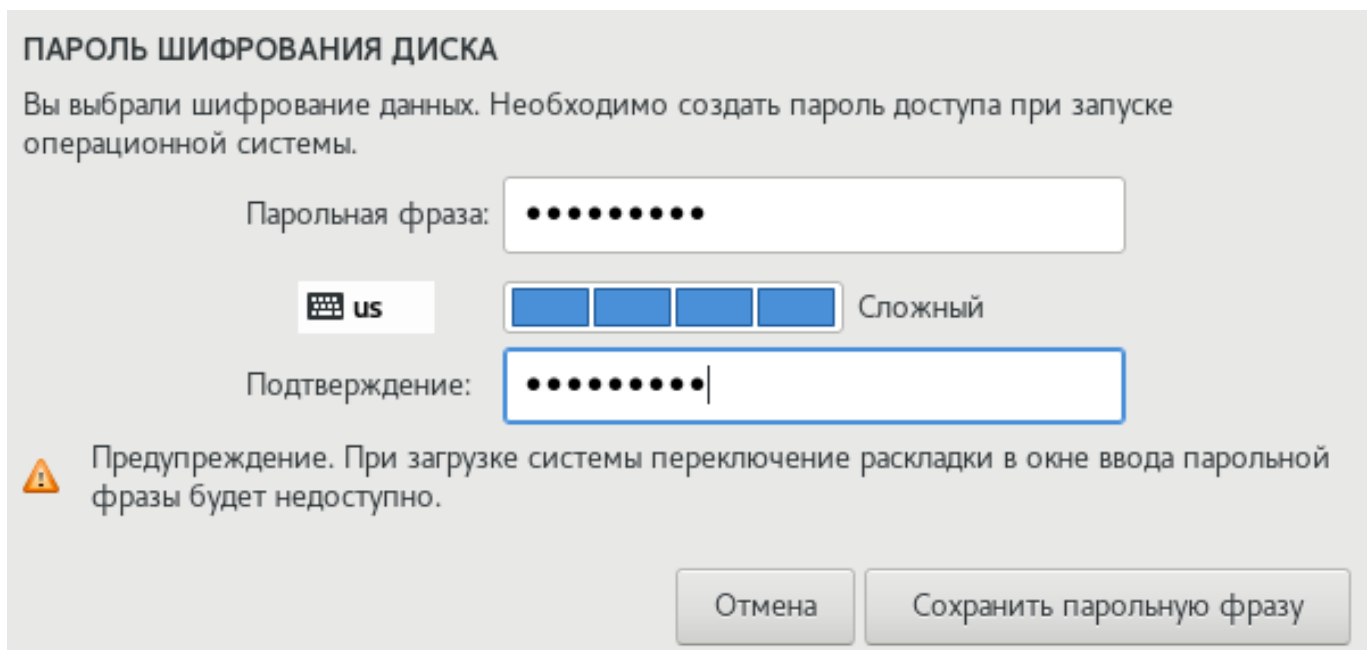 ПАРОЛЬ ШИФРОВАНИЯ ДИСКА
Вы выбрали шифрование данных. Необходимо создать пароль доступа при запуске
операционной системы.
Парольная фраза: •••••••••
us Сложный
Подтверждение: •••••••••
Предупреждение. При загрузке системы переключение раскладки в окне ввода парольной
фразы будет недоступно.
Отмена Сохранить парольную фразу